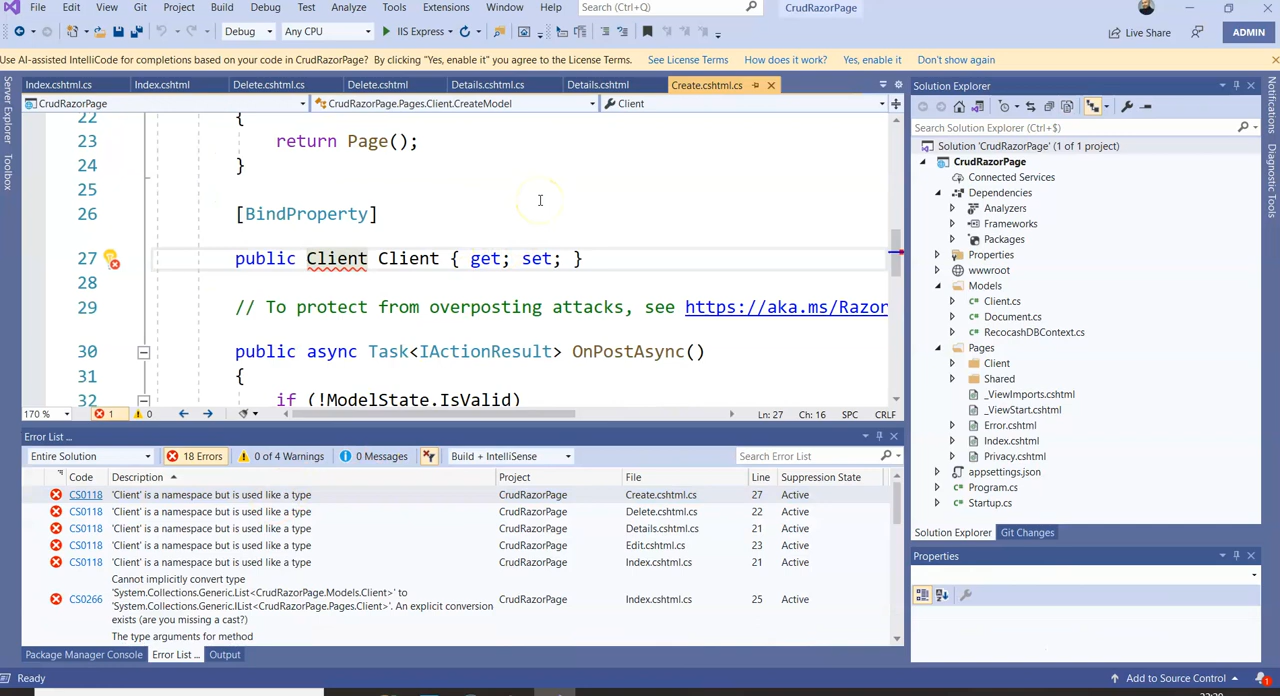 File Edit View Git Project Build Debug Test Analyze Tools Extensions Window Help Search (Ctrl+Q) CrudRazorPage
Debug Any CPU IIS Express Live Share ADMIN
Use AI-assisted IntelliCode for completions based on your code in CrudRazorPage? By clicking "Yes, enable it" you agree to the License Terms. See License Terms How does it work? Yes, enable it Don't show again
Index.cshtml.cs Index.cshtml Delete.cshtml.cs Delete.cshtml Details.cshtml.cs Details.cshtml Create.cshtml.cs
CrudRazorPage CrudRazorPage.Pages.Client.CreateModel Client
22 {
23 return Page();
24 }
25
26 [BindProperty]
27 public Client Client { get; set; }
28
29 // To protect from overposting attacks, see https://aka.ms/Razor
30 public async Task<IActionResult> OnPostAsync()
31 {
32 if (!ModelState.IsValid)
170 % 1 0 Ln: 27 Ch: 16 SPC CRLF
Error List ...
Entire Solution 18 Errors 0 of 4 Warnings 0 Messages Build + IntelliSense Search Error List
Code Description Project File Line Suppression State
CS0118 'Client' is a namespace but is used like a type CrudRazorPage Create.cshtml.cs 27 Active
CS0118 'Client' is a namespace but is used like a type CrudRazorPage Delete.cshtml.cs 22 Active
CS0118 'Client' is a namespace but is used like a type CrudRazorPage Details.cshtml.cs 21 Active
CS0118 'Client' is a namespace but is used like a type CrudRazorPage Edit.cshtml.cs 23 Active
CS0118 'Client' is a namespace but is used like a type CrudRazorPage Index.cshtml.cs 21 Active
Cannot implicitly convert type
'System.Collections.Generic.List<CrudRazorPage.Models.Client>' to
CS0266 'System.Collections.Generic.IList<CrudRazorPage.Pages.Client>'. An explicit conversion CrudRazorPage Index.cshtml.cs 25 Active
exists (are you missing a cast?)
The type arguments for method
Package Manager Console Error List ... Output
Ready Add to Source Control 1
Server Explorer
Toolbox
Solution Explorer
Search Solution Explorer (Ctrl+$)
Solution 'CrudRazorPage' (1 of 1 project)
CrudRazorPage
Connected Services
Dependencies
Analyzers
Frameworks
Packages
Properties
wwwroot
Models
Client.cs
Document.cs
RecocashDBContext.cs
Pages
Client
Shared
_ViewImports.cshtml
_ViewStart.cshtml
Error.cshtml
Index.cshtml
Privacy.cshtml
appsettings.json
Program.cs
Startup.cs
Solution Explorer Git Changes
Properties
Notifications
Diagnostic Tools